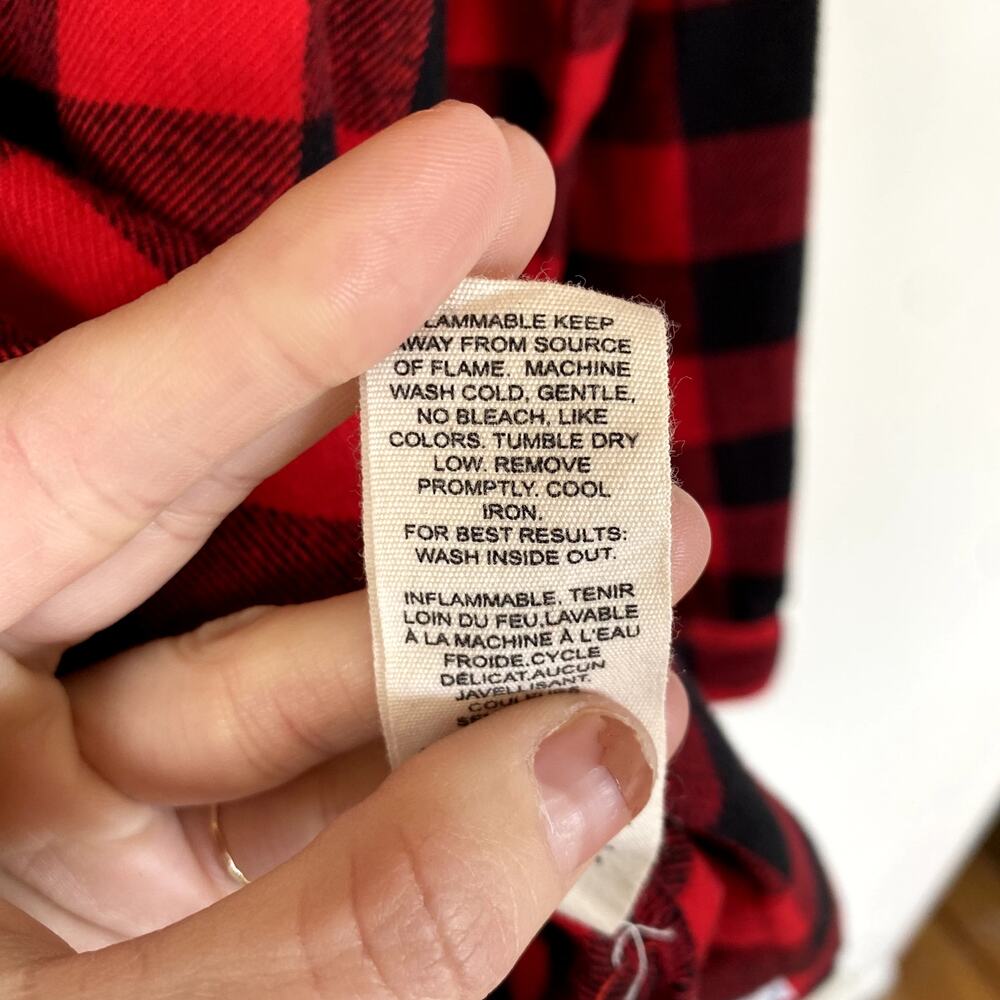 LAMMABLE KEEP
AWAY FROM SOURCE
OF FLAME. MACHINE
WASH COLD, GENTLE,
NO BLEACH, LIKE
COLORS. TUMBLE DRY
LOW. REMOVE
PROMPTLY. COOL
IRON.
FOR BEST RESULTS:
WASH INSIDE OUT.
INFLAMMABLE. TENIR
LOIN DU FEU.LAVABLE
À LA MACHINE À L'EAU
FROIDE.CYCLE
DÉLICAT.AUCUN
JAVELLISANT.